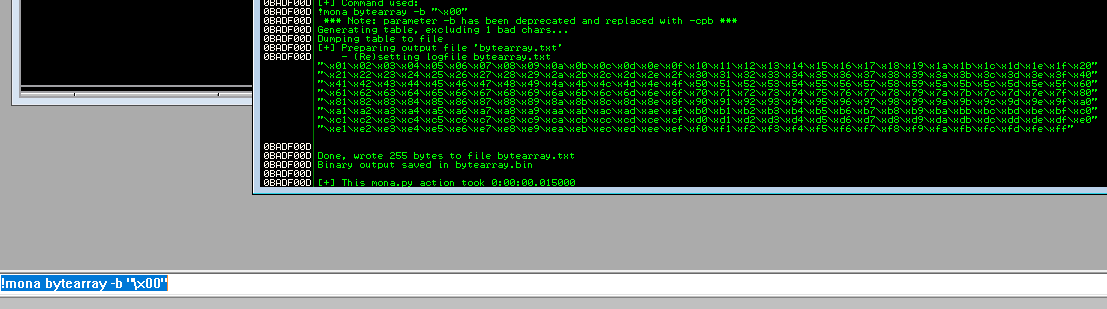 0BADF00D [+] Command used:
0BADF00D !mona bytearray -b "\x00"
0BADF00D  *** Note: parameter -b has been deprecated and replaced with -cpb ***
0BADF00D Generating table, excluding 1 bad chars...
0BADF00D Dumping table to file
0BADF00D [+] Preparing output file 'bytearray.txt'
0BADF00D     - (Re)setting logfile bytearray.txt
"\x01\x02\x03\x04\x05\x06\x07\x08\x09\x0a\x0b\x0c\x0d\x0e\x0f\x10\x11\x12\x13\x14\x15\x16\x17\x18\x19\x1a\x1b\x1c\x1d\x1e\x1f\x20"
"\x21\x22\x23\x24\x25\x26\x27\x28\x29\x2a\x2b\x2c\x2d\x2e\x2f\x30\x31\x32\x33\x34\x35\x36\x37\x38\x39\x3a\x3b\x3c\x3d\x3e\x3f\x40"
"\x41\x42\x43\x44\x45\x46\x47\x48\x49\x4a\x4b\x4c\x4d\x4e\x4f\x50\x51\x52\x53\x54\x55\x56\x57\x58\x59\x5a\x5b\x5c\x5d\x5e\x5f\x60"
"\x61\x62\x63\x64\x65\x66\x67\x68\x69\x6a\x6b\x6c\x6d\x6e\x6f\x70\x71\x72\x73\x74\x75\x76\x77\x78\x79\x7a\x7b\x7c\x7d\x7e\x7f\x80"
"\x81\x82\x83\x84\x85\x86\x87\x88\x89\x8a\x8b\x8c\x8d\x8e\x8f\x90\x91\x92\x93\x94\x95\x96\x97\x98\x99\x9a\x9b\x9c\x9d\x9e\x9f\xa0"
"\xa1\xa2\xa3\xa4\xa5\xa6\xa7\xa8\xa9\xaa\xab\xac\xad\xae\xaf\xb0\xb1\xb2\xb3\xb4\xb5\xb6\xb7\xb8\xb9\xba\xbb\xbc\xbd\xbe\xbf\xc0"
"\xc1\xc2\xc3\xc4\xc5\xc6\xc7\xc8\xc9\xca\xcb\xcc\xcd\xce\xcf\xd0\xd1\xd2\xd3\xd4\xd5\xd6\xd7\xd8\xd9\xda\xdb\xdc\xdd\xde\xdf\xe0"
"\xe1\xe2\xe3\xe4\xe5\xe6\xe7\xe8\xe9\xea\xeb\xec\xed\xee\xef\xf0\xf1\xf2\xf3\xf4\xf5\xf6\xf7\xf8\xf9\xfa\xfb\xfc\xfd\xfe\xff"
0BADF00D
0BADF00D Done, wrote 255 bytes to file bytearray.txt
0BADF00D Binary output saved in bytearray.bin
0BADF00D
0BADF00D [+] This mona.py action took 0:00:00.015000
!mona bytearray -b "\x00"